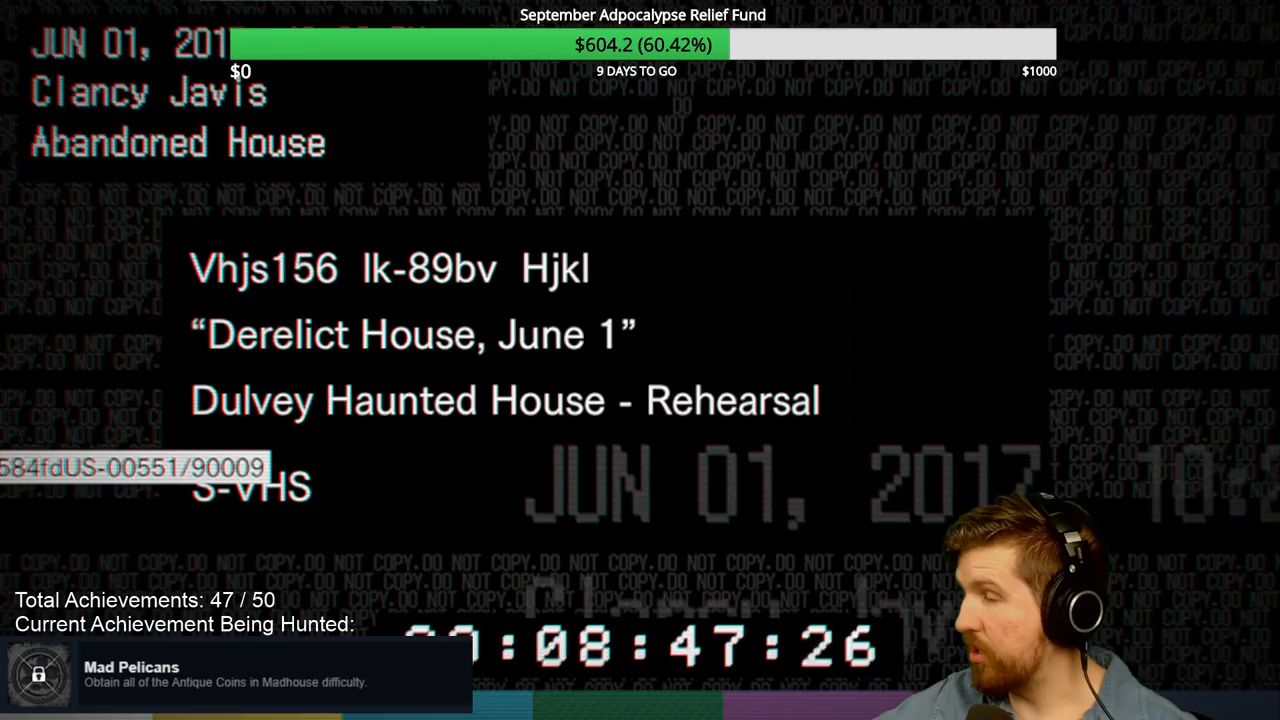 September Adpocalypse Relief Fund
$604.2 (60.42%)
$0
9 DAYS TO GO
$1000
JUN 01, 201
Clancy Javis
Abandoned House
Vhjs156 lk-89bv Hjkl
“Derelict House, June 1”
Dulvey Haunted House - Rehearsal
584fdUS-00551/90009
S-VHS
JUN 01, 2017 10:2
Total Achievements: 47 / 50
Current Achievement Being Hunted:
:08:47:26
Mad Pelicans
Obtain all of the Antique Coins in Madhouse difficulty.